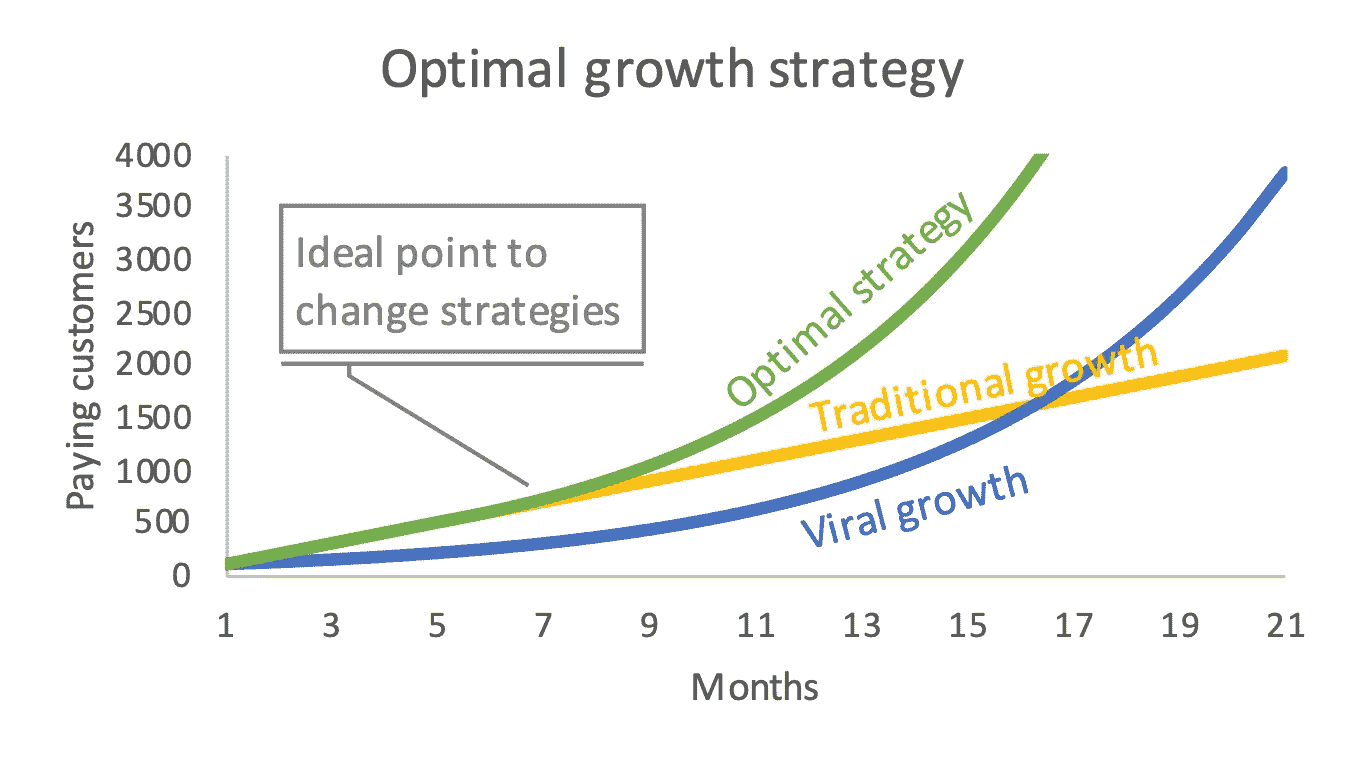 Optimal growth strategy
4000
3500
3000
2500
2000
1500
1000
500
0
Paying customers
Ideal point to
change strategies
Optimal strategy
Traditional growth
Viral growth
1 3 5 7 9 11 13 15 17 19 21
Months